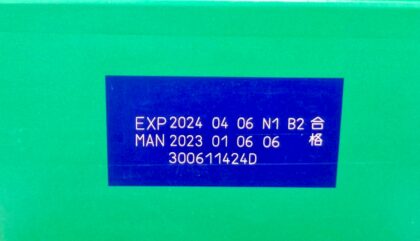 EXP 2024 04 06 N1 B2 合
MAN 2023 01 06 06 格
300611424D